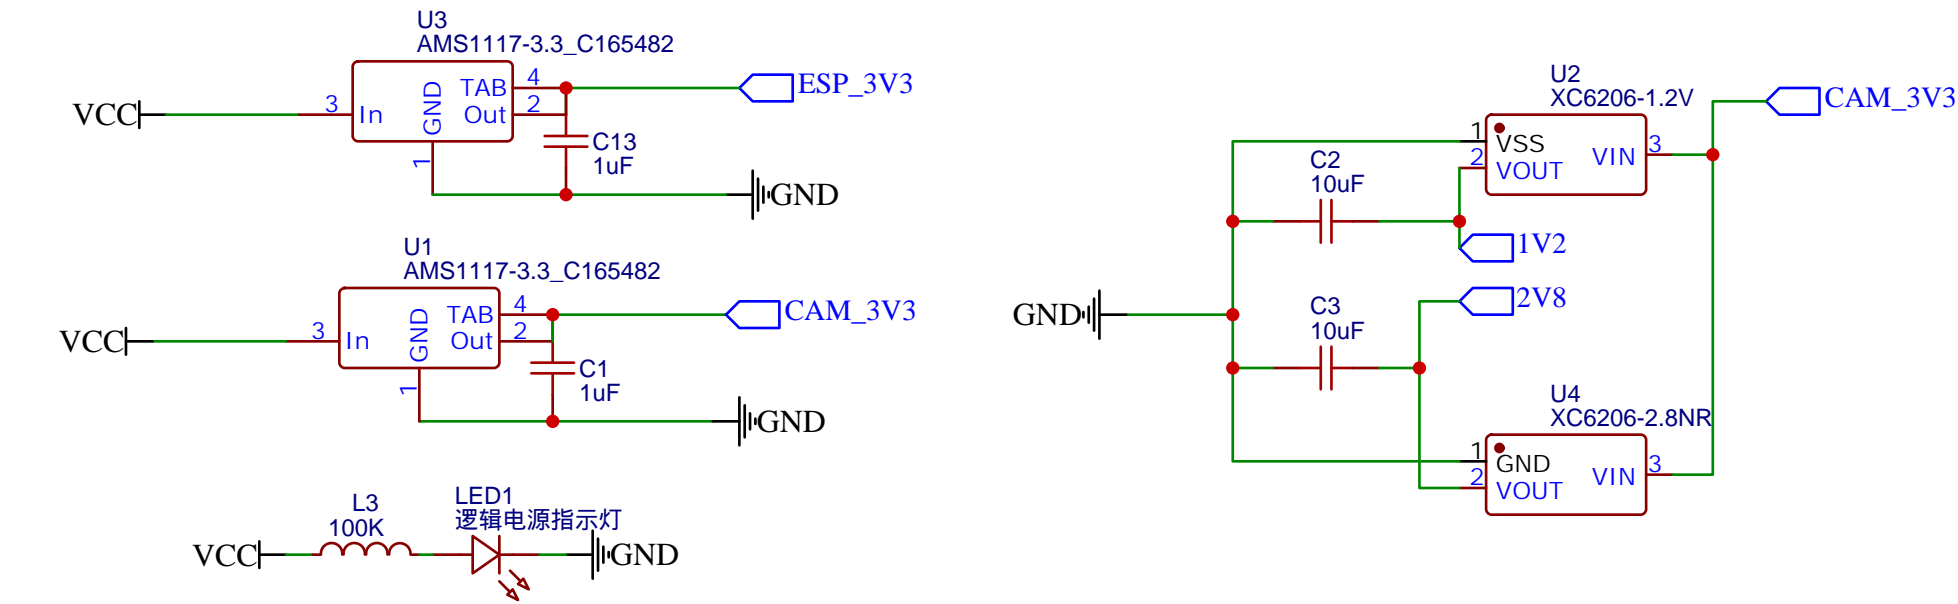 U3
AMS1117-3.3_C165482
VCC
3
In
GND
TAB
Out
4
2
1
ESP_3V3
C13
1uF
GND
U1
AMS1117-3.3_C165482
VCC
3
In
GND
TAB
Out
4
2
1
CAM_3V3
C1
1uF
GND
L3
100K
VCC
LED1
逻辑电源指示灯
GND
U2
XC6206-1.2V
1
VSS
2
VOUT
VIN
3
CAM_3V3
C2
10uF
1V2
GND
C3
10uF
2V8
U4
XC6206-2.8NR
1
GND
2
VOUT
VIN
3